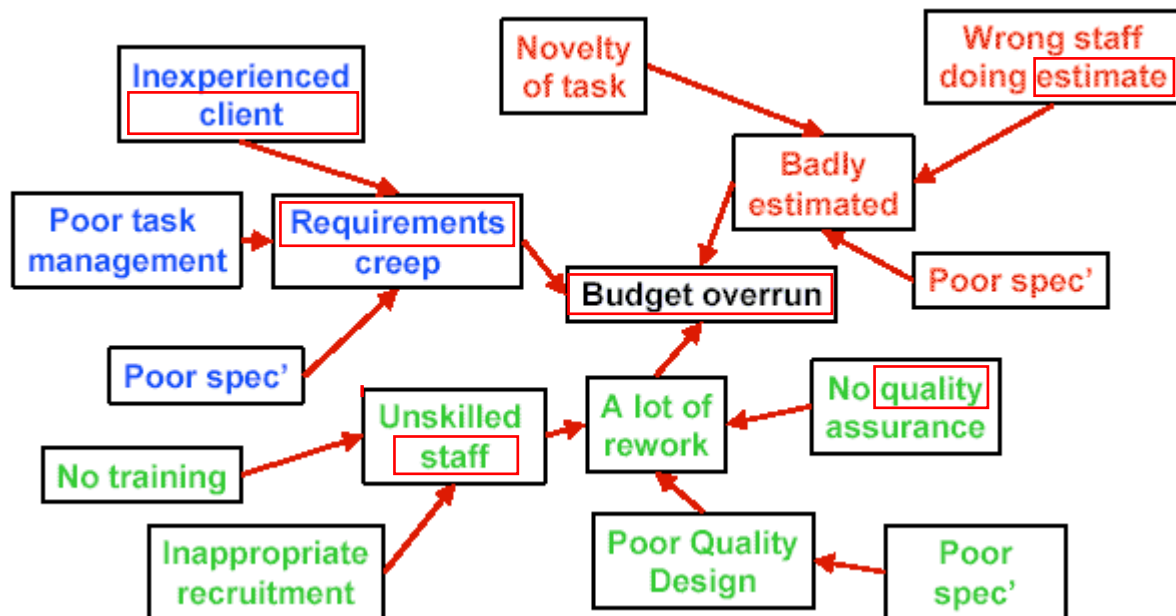 Inexperienced
client
Novelty
of task
Wrong staff
doing estimate
Badly
estimated
Poor task
management
Requirements
creep
Budget overrun
Poor spec'
Poor spec'
No training
Unskilled
staff
A lot of
rework
No quality
assurance
Inappropriate
recruitment
Poor Quality
Design
Poor
spec'